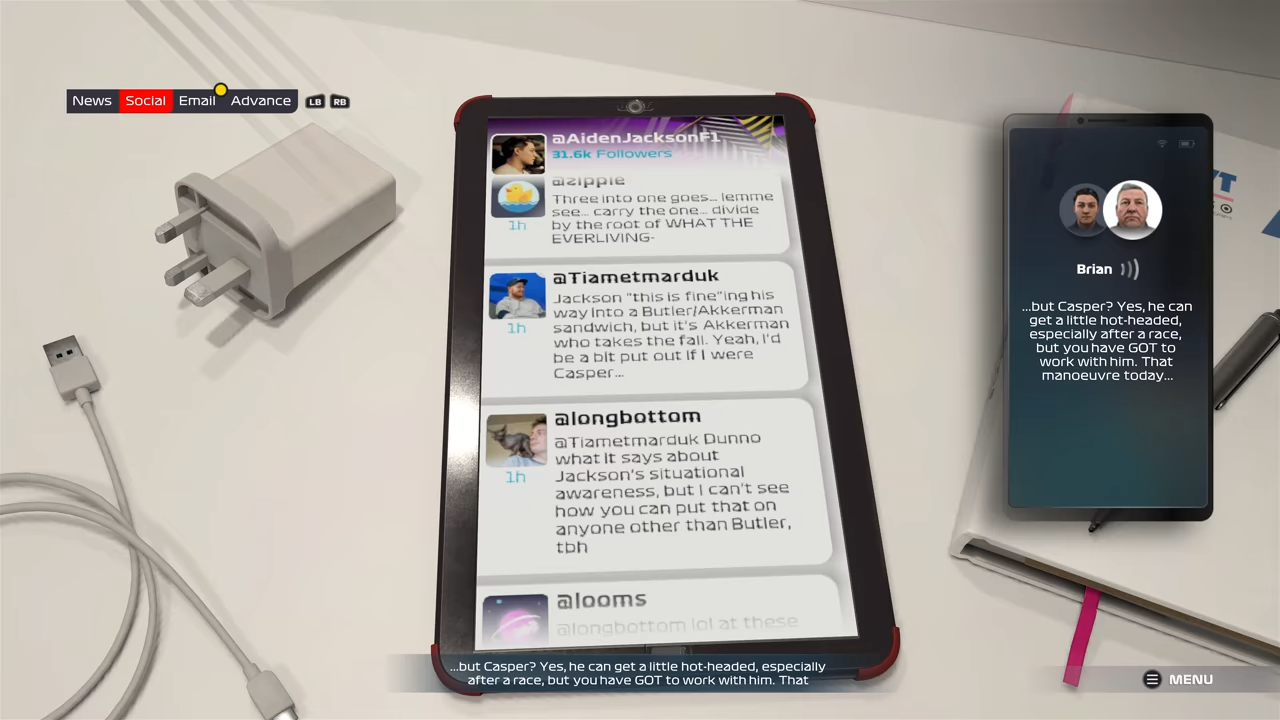 News Social Email Advance LB RB
@AidenJacksonF1
31.6k Followers
@zippie
Three into one goes... lemme
see... carry the one... divide
by the root of WHAT THE
EVERLIVING-
1h
@Tiametmarduk
Jackson "this is fine"ing his
way into a Butler/Akkerman
sandwich, but it's Akkerman
who takes the fall. Yeah, I'd
be a bit put out if I were
Casper...
1h
@longbottom
@Tiametmarduk Dunno
what it says about
Jackson's situational
awareness, but I can't see
how you can put that on
anyone other than Butler,
tbh
1h
@looms
@longbottom lol at these
Brian
...but Casper? Yes, he can
get a little hot-headed,
especially after a race,
but you have GOT to
work with him. That
manoeuvre today...
...but Casper? Yes, he can get a little hot-headed, especially
after a race, but you have GOT to work with him. That
MENU